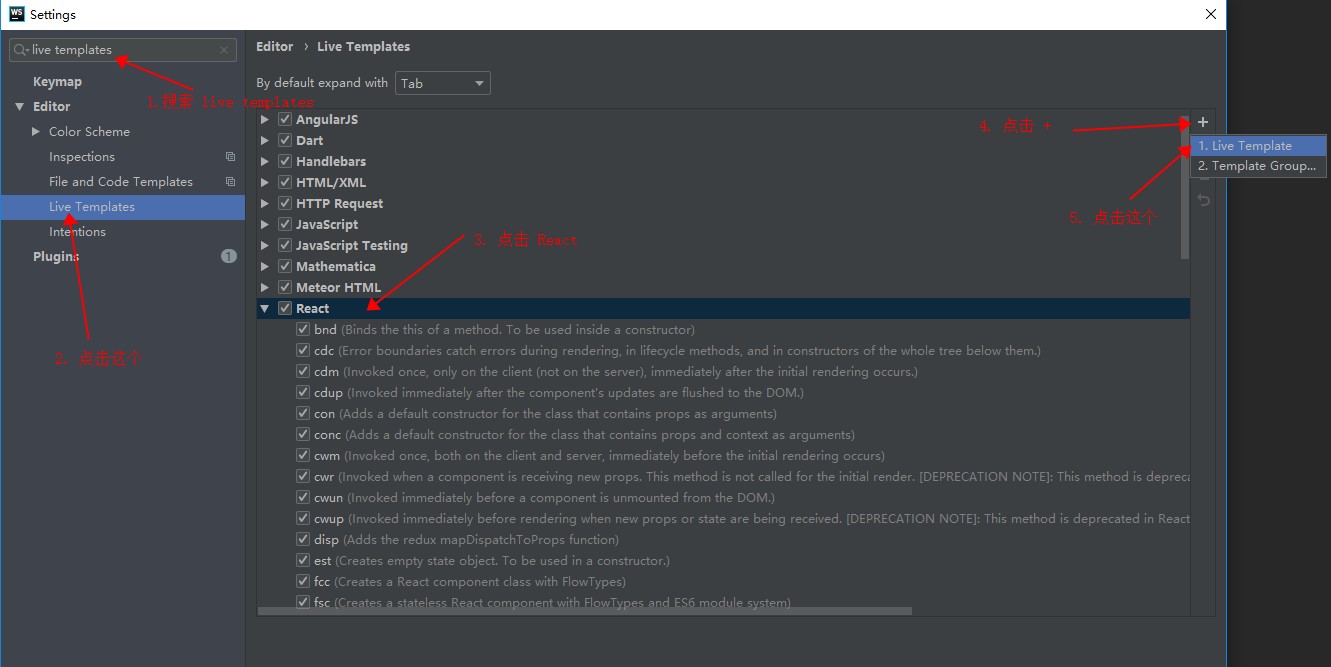 WS Settings
live templates
1.搜索 live templates
Keymap
Editor
Color Scheme
Inspections
File and Code Templates
Live Templates
Intentions
Plugins 1
2. 点击这个
Editor › Live Templates
By default expand with Tab
AngularJS
Dart
Handlebars
HTML/XML
HTTP Request
JavaScript
JavaScript Testing
Mathematica
Meteor HTML
React
3. 点击 React
bnd (Binds the this of a method. To be used inside a constructor)
cdc (Error boundaries catch errors during rendering, in lifecycle methods, and in constructors of the whole tree below them.)
cdm (Invoked once, only on the client (not on the server), immediately after the initial rendering occurs.)
cdup (Invoked immediately after the component's updates are flushed to the DOM.)
con (Adds a default constructor for the class that contains props as arguments)
conc (Adds a default constructor for the class that contains props and context as arguments)
cwm (Invoked once, both on the client and server, immediately before the initial rendering occurs)
cwr (Invoked when a component is receiving new props. This method is not called for the initial render. [DEPRECATION NOTE]: This method is depreca
cwun (Invoked immediately before a component is unmounted from the DOM.)
cwup (Invoked immediately before rendering when new props or state are being received. [DEPRECATION NOTE]: This method is deprecated in React
disp (Adds the redux mapDispatchToProps function)
est (Creates empty state object. To be used in a constructor.)
fcc (Creates a React component class with FlowTypes)
fsc (Creates a stateless React component with FlowTypes and ES6 module system)
4. 点击 +
1. Live Template
2. Template Group...
5. 点击这个